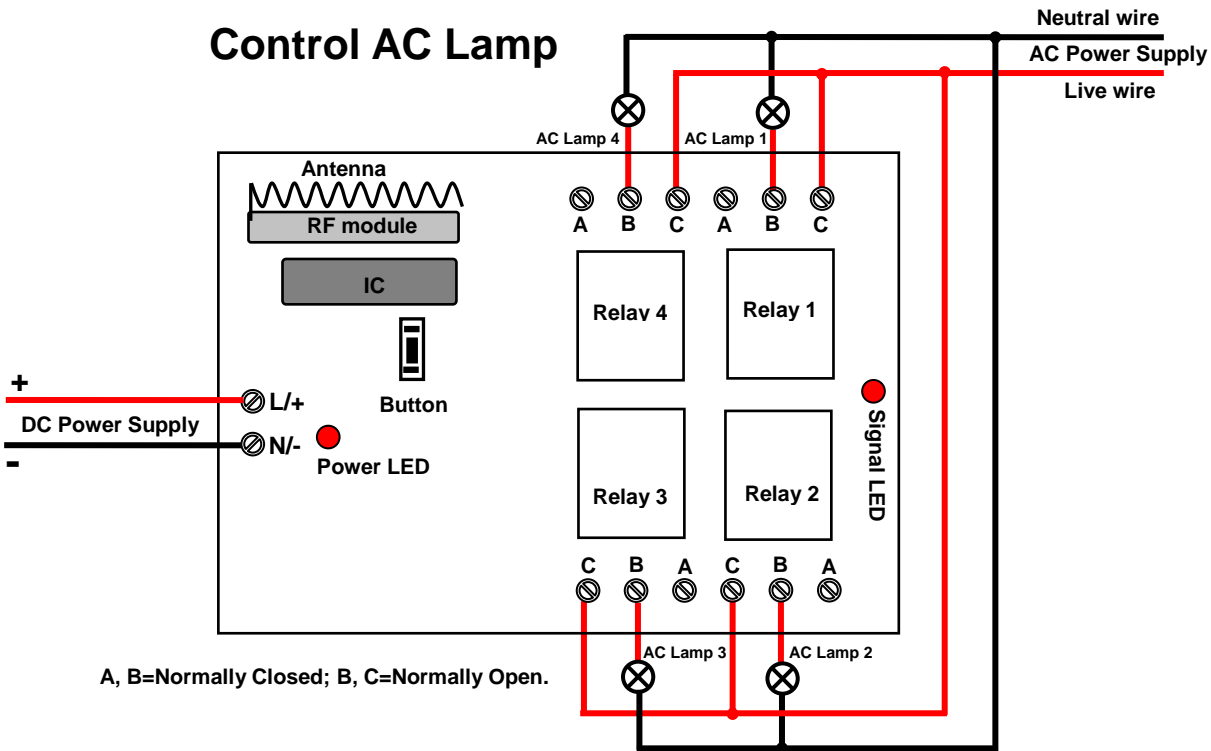 Control AC Lamp
Neutral wire
AC Power Supply
Live wire
AC Lamp 4
AC Lamp 1
Antenna
RF module
A B C A B C
IC
Relay 4
Relay 1
Button
+
L/+
DC Power Supply
-
N/-
Power LED
Signal LED
Relay 3
Relay 2
C B A C B A
AC Lamp 3
AC Lamp 2
A, B=Normally Closed; B, C=Normally Open.